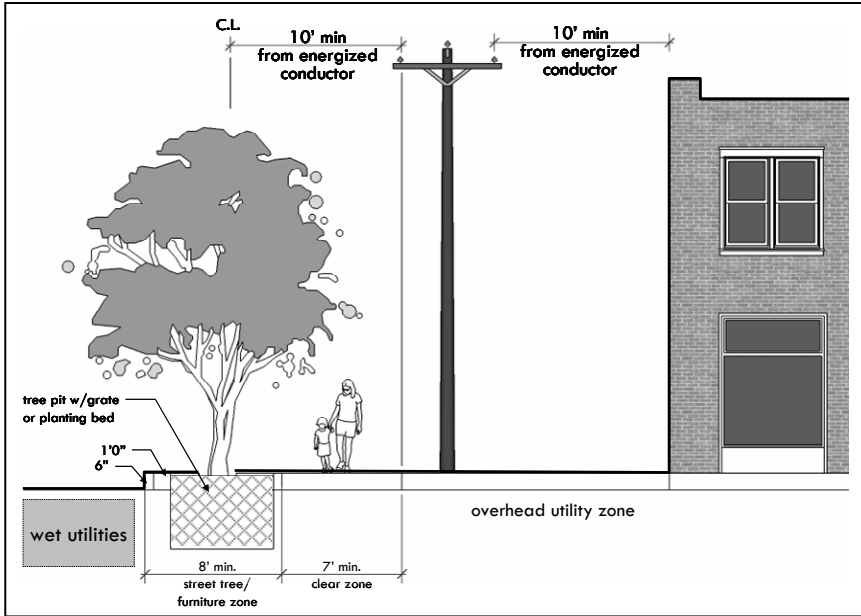 C.L.
10' min
from energized
conductor
10' min
from energized
conductor
tree pit w/grate
or planting bed
1'0"
6"
wet utilities
overhead utility zone
8' min.
street tree/
furniture zone
7' min.
clear zone